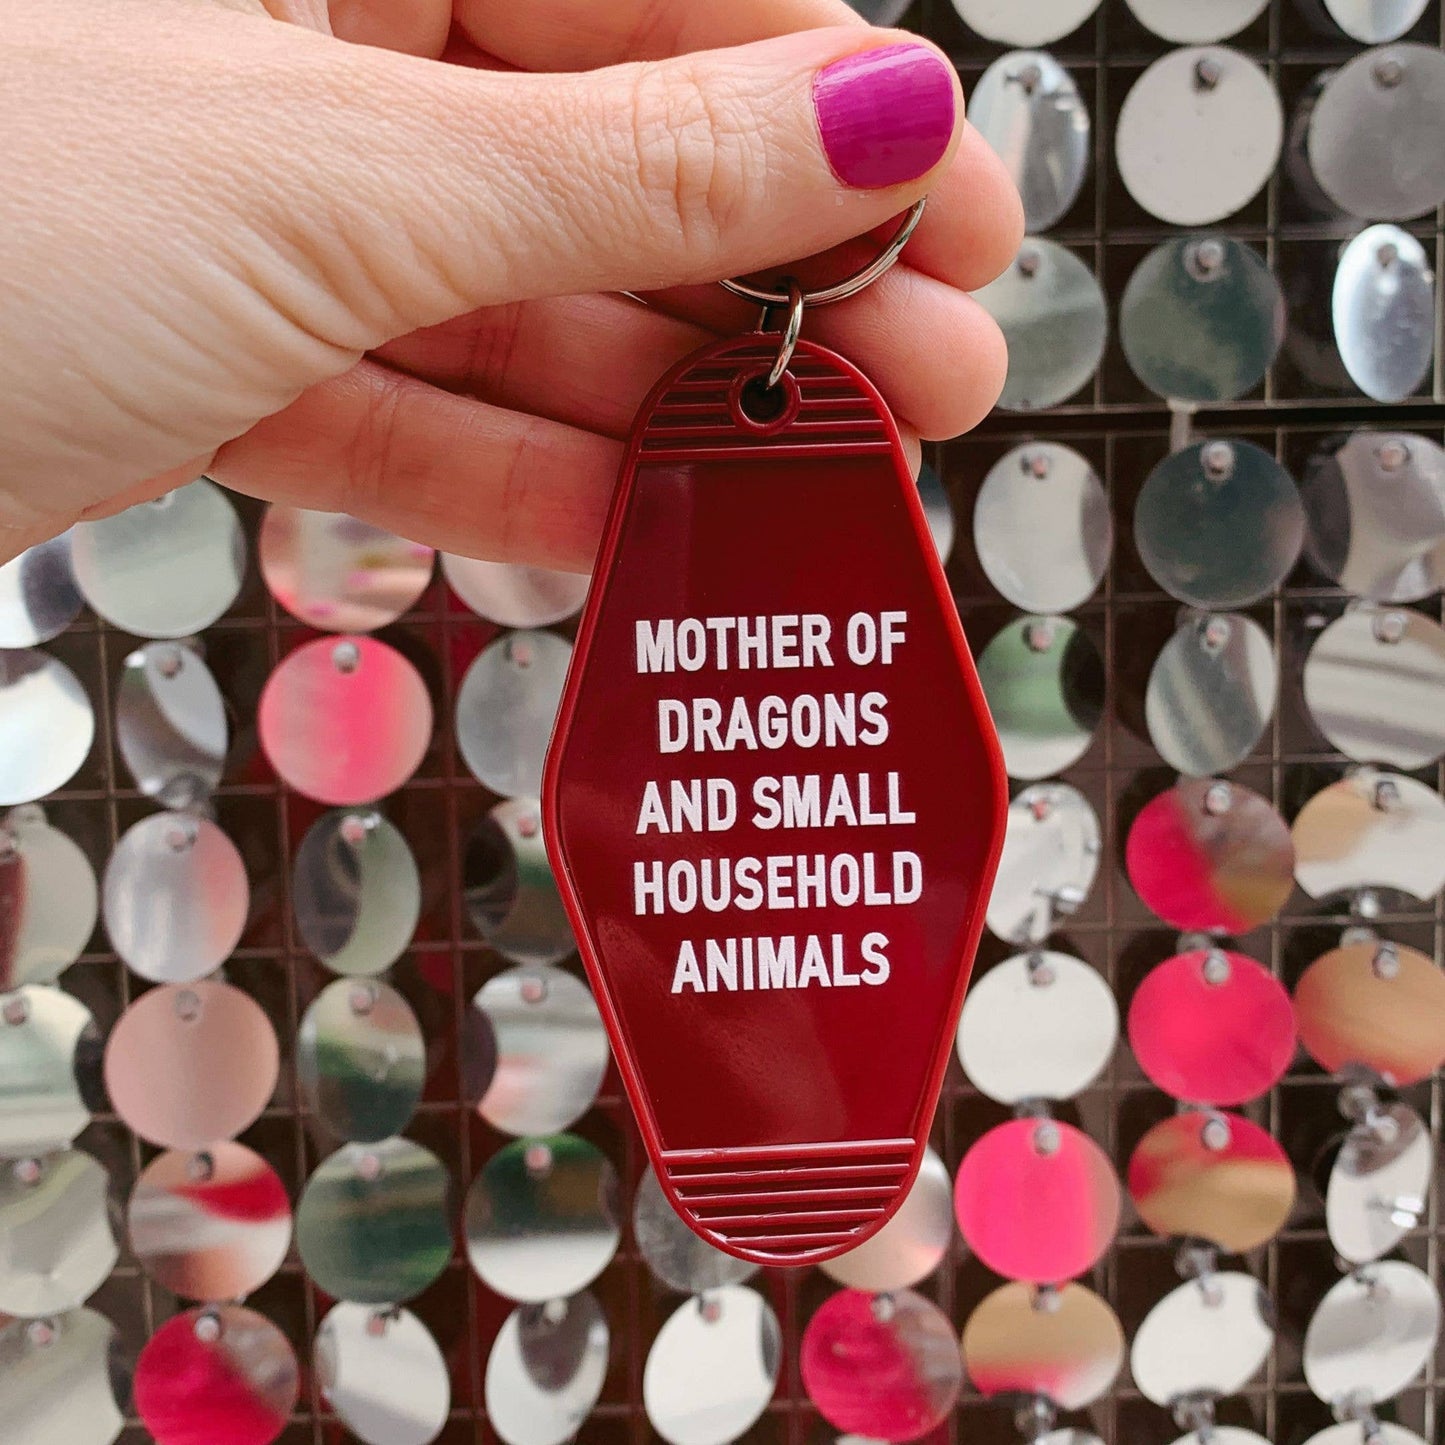 MOTHER OF
DRAGONS
AND SMALL
HOUSEHOLD
ANIMALS